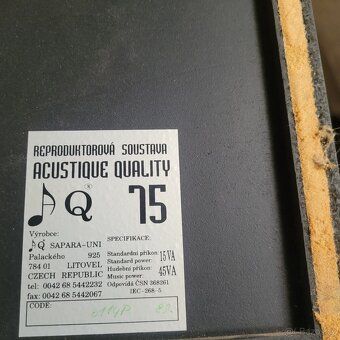 REPRODUKTOROVÁ SOUSTAVA
ACUSTIQUE QUALITY
AQ ® 75
Výrobce:
AQ SAPARA-UNI
Palackého 925
784 01 LITOVEL
CZECH REPUBLIC
tel: 0042 68 5442232
fax: 0042 68 5442067
SPECIFIKACE:
Standardní příkon 15VA
Standard power:
Hudební příkon: 45VA
Music power
Odpovídá ČSN 368261
IEC-268-5
CODE: